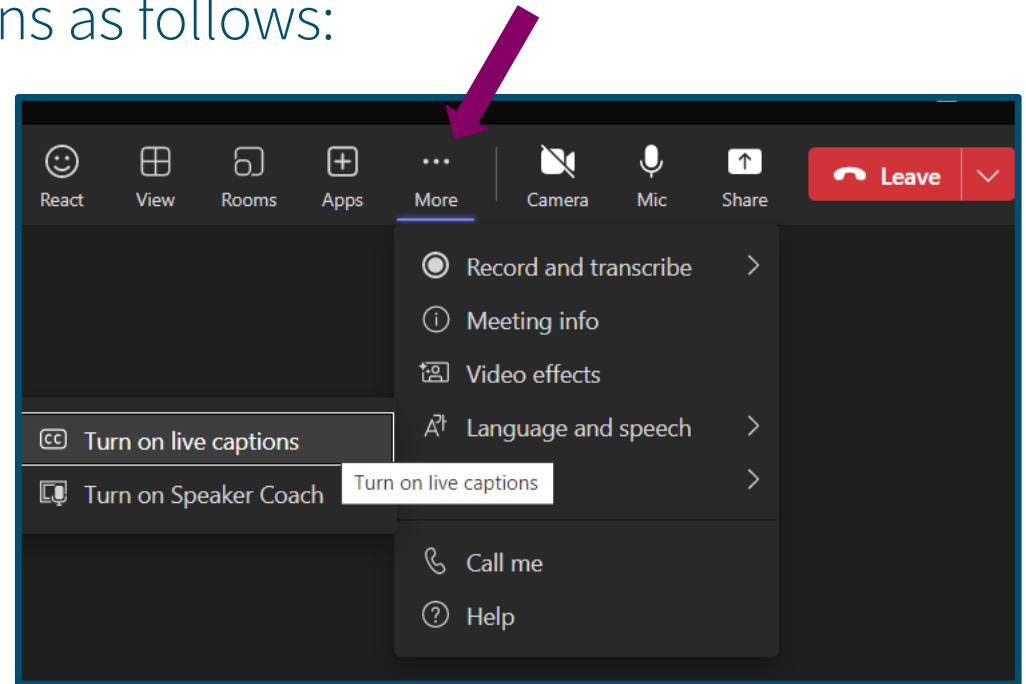 ns as follows:
React View Rooms Apps More Camera Mic Share Leave
Record and transcribe
Meeting info
Video effects
Language and speech
Turn on live captions
Turn on Speaker Coach
Turn on live captions
Call me
Help